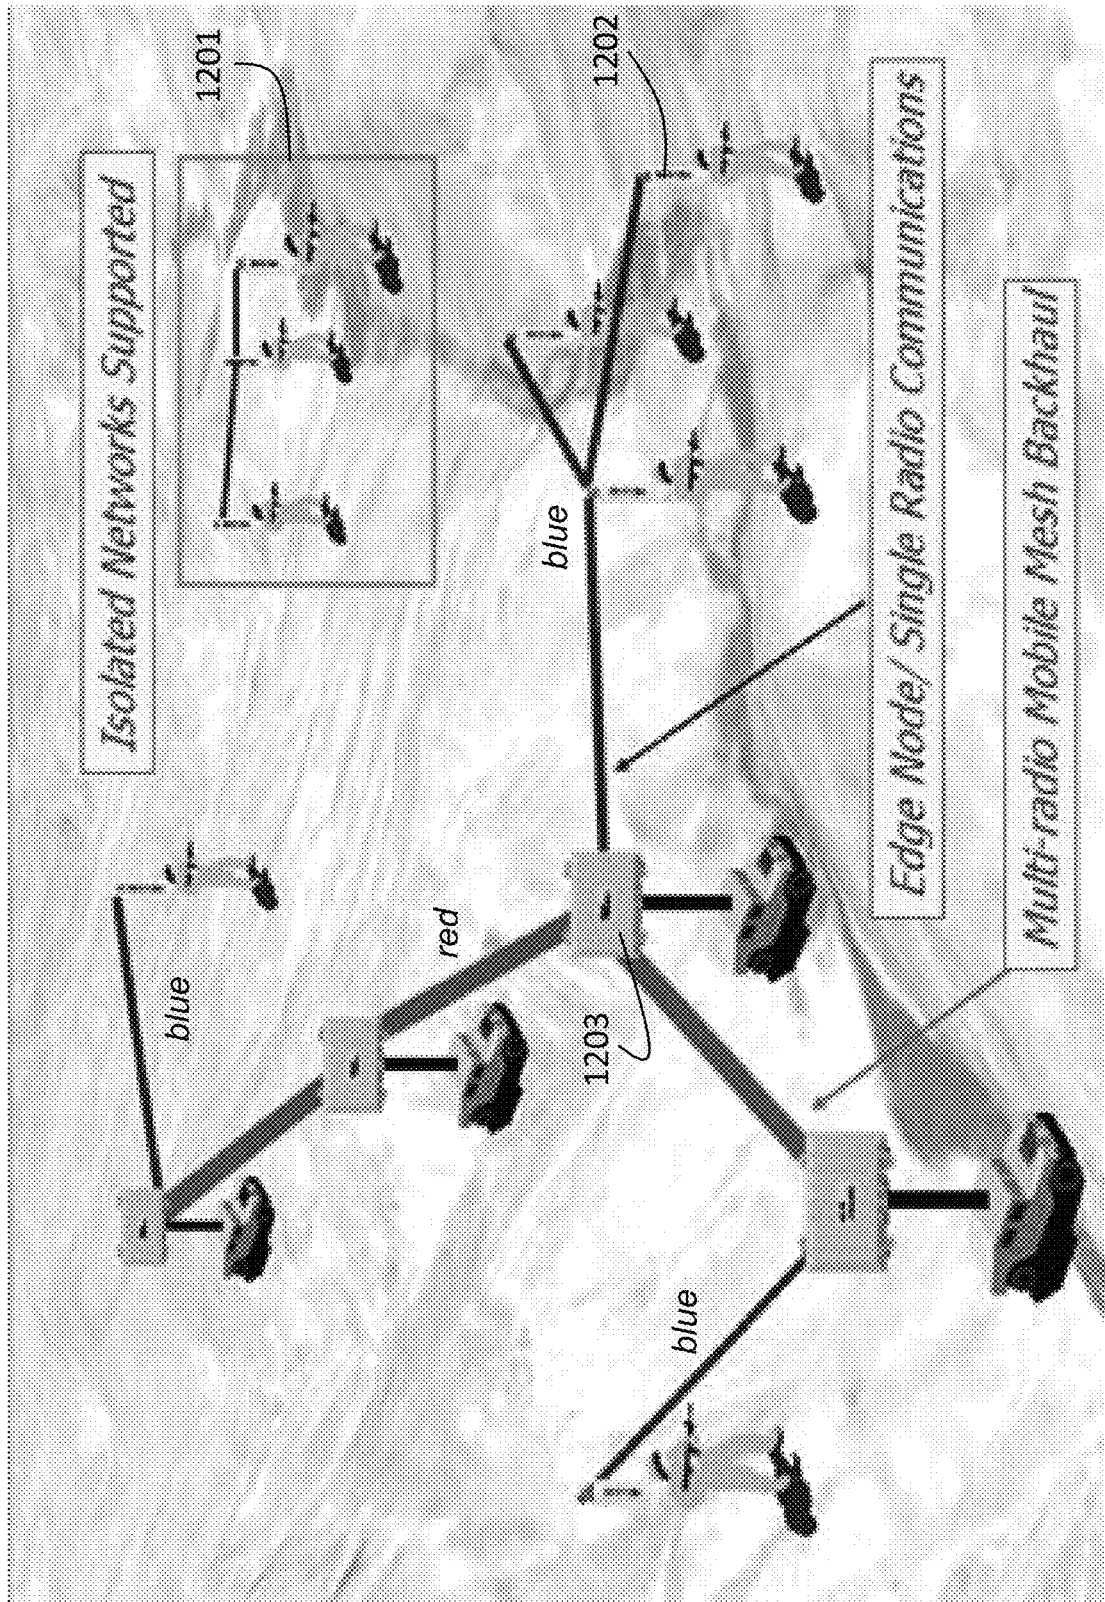 Isolated Networks Supported
1201
blue
1202
red
blue
1203
blue
Edge Node/ Single Radio Communications
Multi-radio Mobile Mesh Backhaul